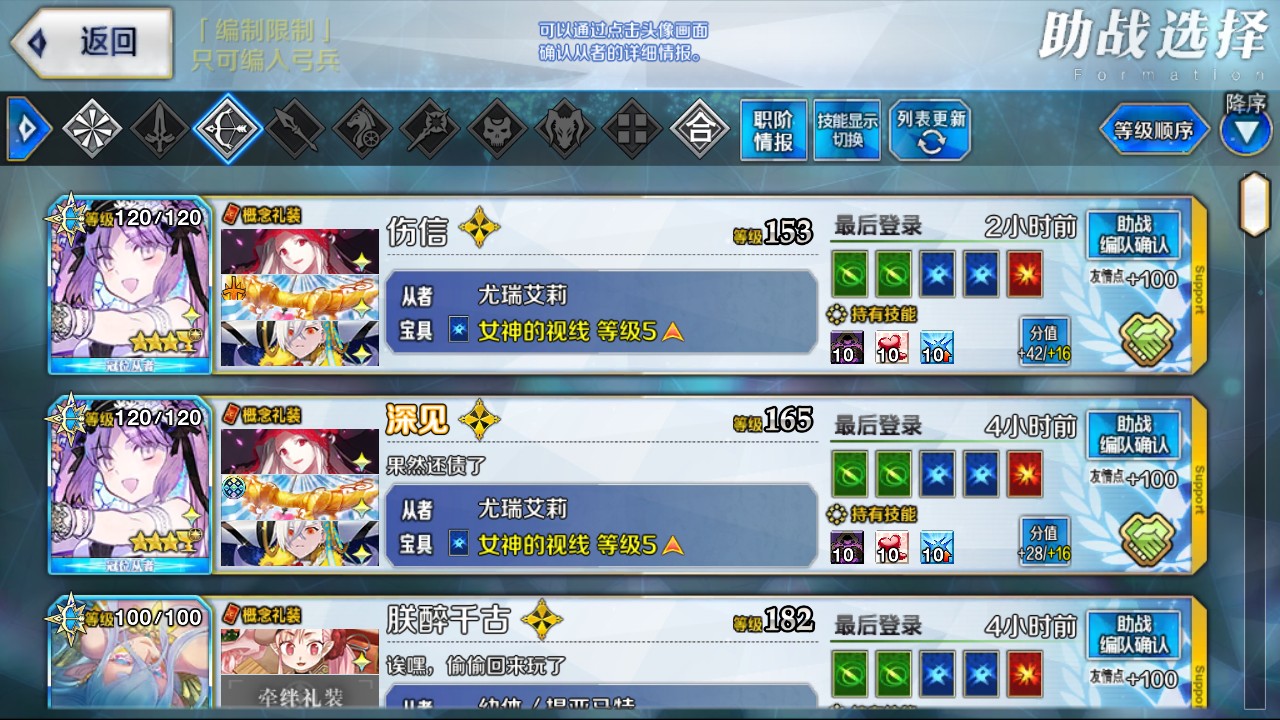 返回
「编制限制」
只可编入弓兵
可以通过点击头像画面
确认从者的详细情报。
助战选择
Formation
合
职阶
情报
技能显示
切换
列表更新
等级顺序
降序
等级120/120
冠位从者
概念礼装
伤信
等级153
从者 尤瑞艾莉
宝具 女神的视线 等级5
最后登录 2小时前
持有技能
10 10 10
分值
+42/+16
助战
编队确认
友情点+100
Support
等级120/120
冠位从者
概念礼装
深见
等级165
果然还债了
从者 尤瑞艾莉
宝具 女神的视线 等级5
最后登录 4小时前
持有技能
10 10 10
分值
+28/+16
助战
编队确认
友情点+100
Support
等级100/100
概念礼装
牵绊礼装
朕醉千古
等级182
诶嘿，偷偷回来玩了
从者 幼体／提亚马特
最后登录 4小时前
助战
编队确认
友情点+100
Support